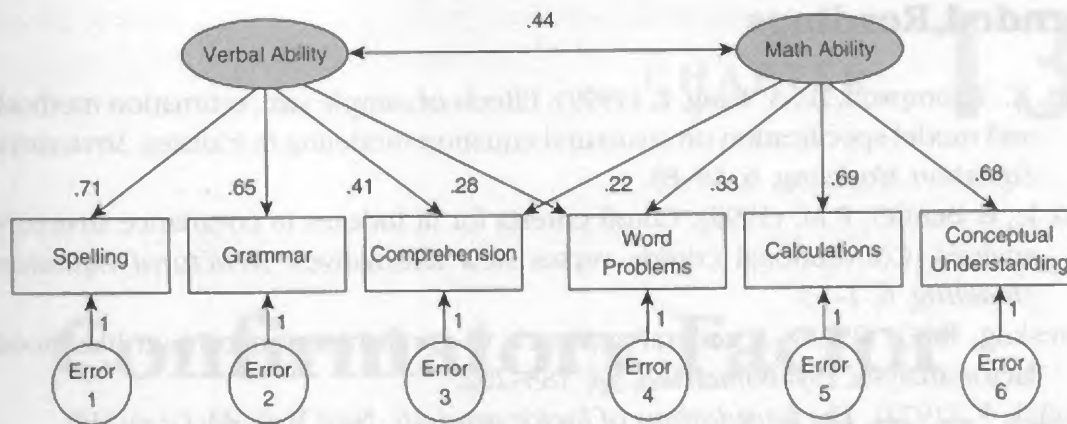 .44
Verbal Ability
Math Ability
.71
.65
.41
.28
.22
.33
.69
.68
Spelling
Grammar
Comprehension
Word
Problems
Calculations
Conceptual
Understanding
1
1
1
1
1
1
Error
1
Error
2
Error
3
Error
4
Error
5
Error
6